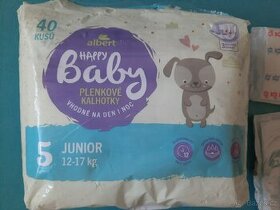 40
KUSŮ
albert
HAPPY
Baby
PLENKOVÉ
KALHOTKY
VHODNÉ NA DEN I NOC
5
JUNIOR
12-17 kg